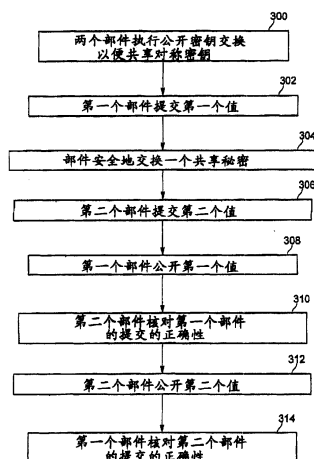 300
两个部件执行公开密钥交换
以便共享对称密钥
302
第一个部件提交第一个值
304
部件安全地交换一个共享秘密
306
第二个部件提交第二个值
308
第一个部件公开第一个值
310
第二个部件核对第一个部件
的提交的正确性
312
第二个部件公开第二个值
314
第一个部件核对第二个部件
的提交的正确性